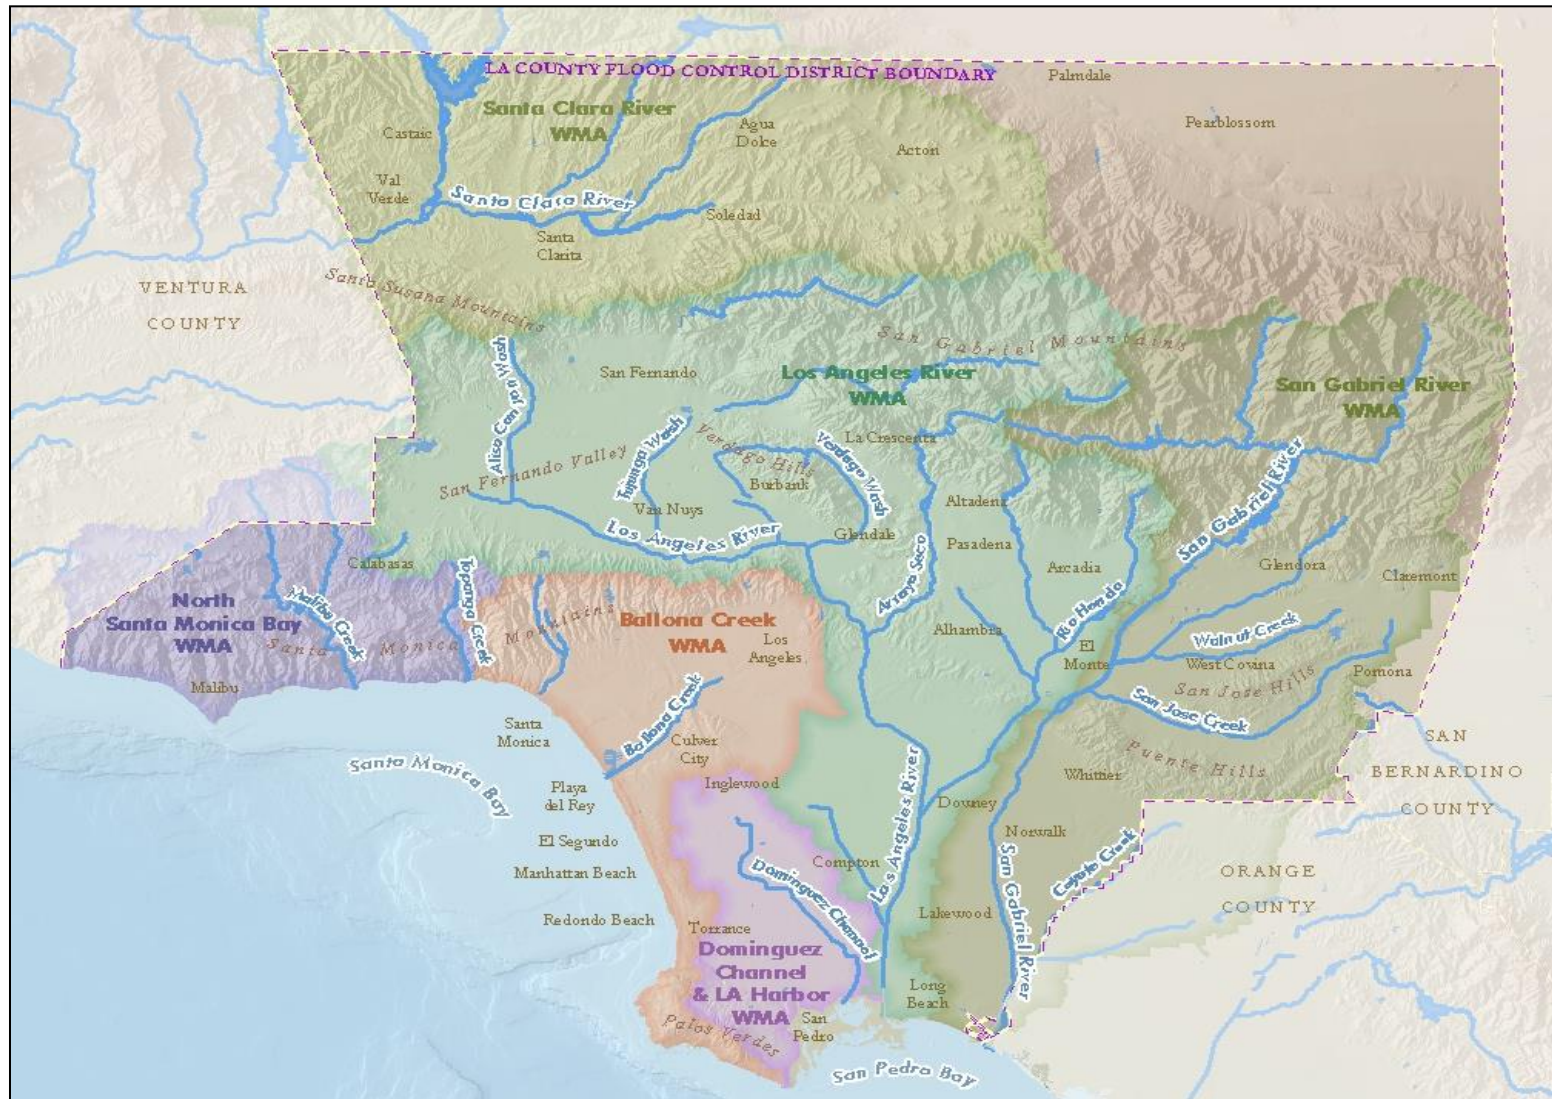 LA COUNTY FLOOD CONTROL DISTRICT BOUNDARY
Palmdale
Pearblossom
Santa Clara River
WMA
Castaic
Agua
Dolce
Acton
Val
Verde
Santa Clara River
Soledad
Santa
Clarita
VENTURA
COUNTY
Santa Susana Mountains
San Gabriel Mountains
San Fernando
Los Angeles River
WMA
San Gabriel River
WMA
Aliso Canyon Wash
Tujunga Wash
Verdugo Hills
Verdugo Wash
La Crescenta
San Fernando Valley
Burbank
Van Nuys
Los Angeles River
Glendale
Altadena
Pasadena
Arroyo Seco
Arcadia
San Gabriel River
Glendora
Claremont
Calabasas
Topanga Creek
Malibu Creek
North
Santa Monica Bay
WMA
Santa Monica Mountains
Malibu
Ballona Creek
WMA
Los
Angeles
Alhambra
Rio Hondo
El
Monte
Walnut Creek
West Covina
San Jose Hills
Pomona
San Jose Creek
Puente Hills
Whittier
SAN
BERNARDINO
COUNTY
Santa
Monica
Ballona Creek
Culver
City
Santa Monica Bay
Playa
del Rey
Inglewood
El Segundo
Manhattan Beach
Redondo Beach
Los Angeles River
Downey
Norwalk
Compton
Dominguez Channel
Lakewood
San Gabriel River
Coyote Creek
ORANGE
COUNTY
Torrance
Dominguez
Channel
& LA Harbor
WMA
Long
Beach
San
Pedro
Palos Verdes
San Pedro Bay